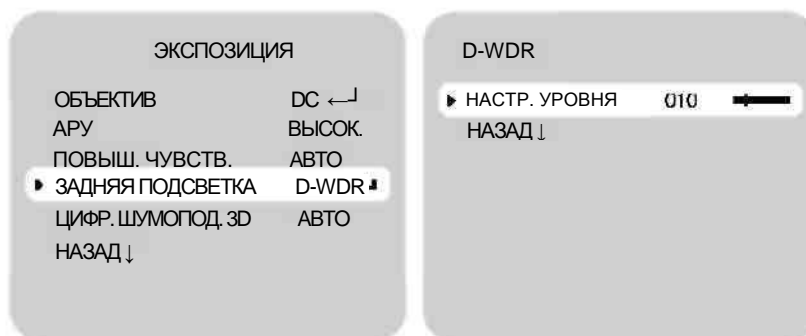 ЭКСПОЗИЦИЯ
ОБЪЕКТИВ DC ←┘
АРУ ВЫСОК.
ПОВЫШ. ЧУВСТВ. АВТО
ЗАДНЯЯ ПОДСВЕТКА D-WDR ┘
ЦИФР. ШУМОПОД. 3D АВТО
НАЗАД ↓
D-WDR
НАСТР. УРОВНЯ 010
НАЗАД ↓